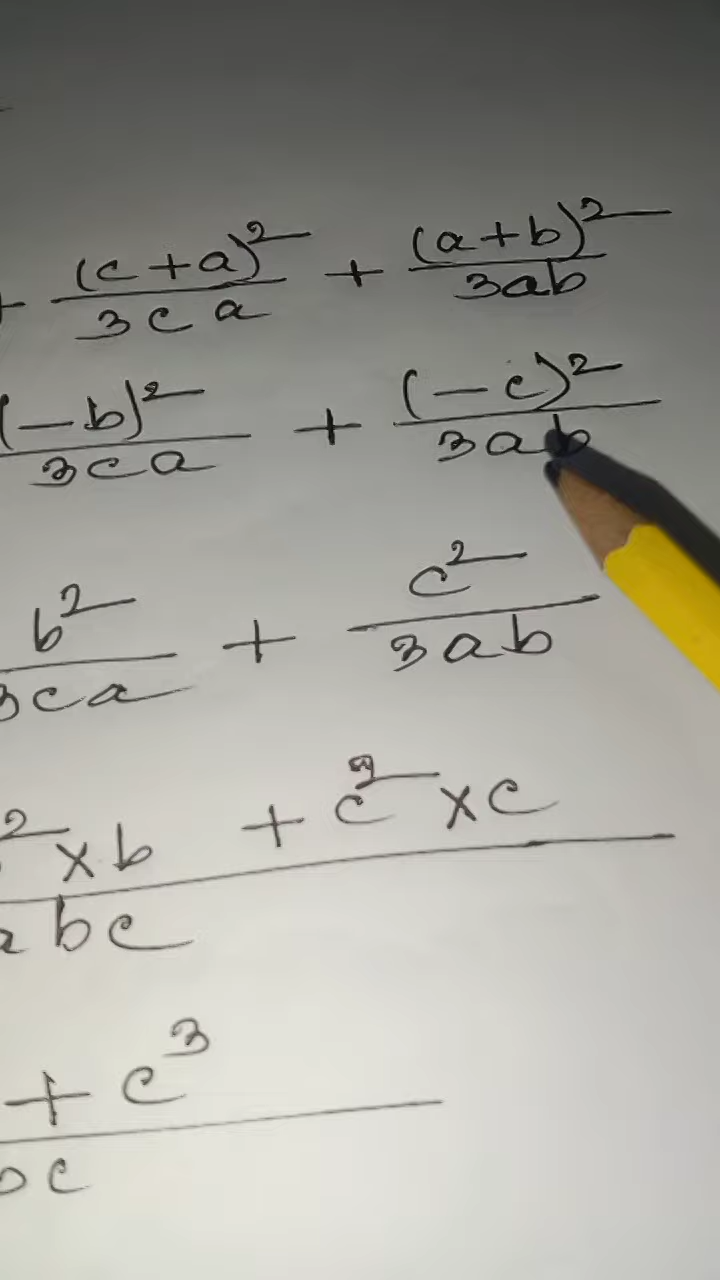 + (c+a)²/3ca + (a+b)²/3ab
(-b)²/3ca + (-c)²/3ab
b²/3ca + c²/3ab
² × b + c² × c
abc
+ c³
bc